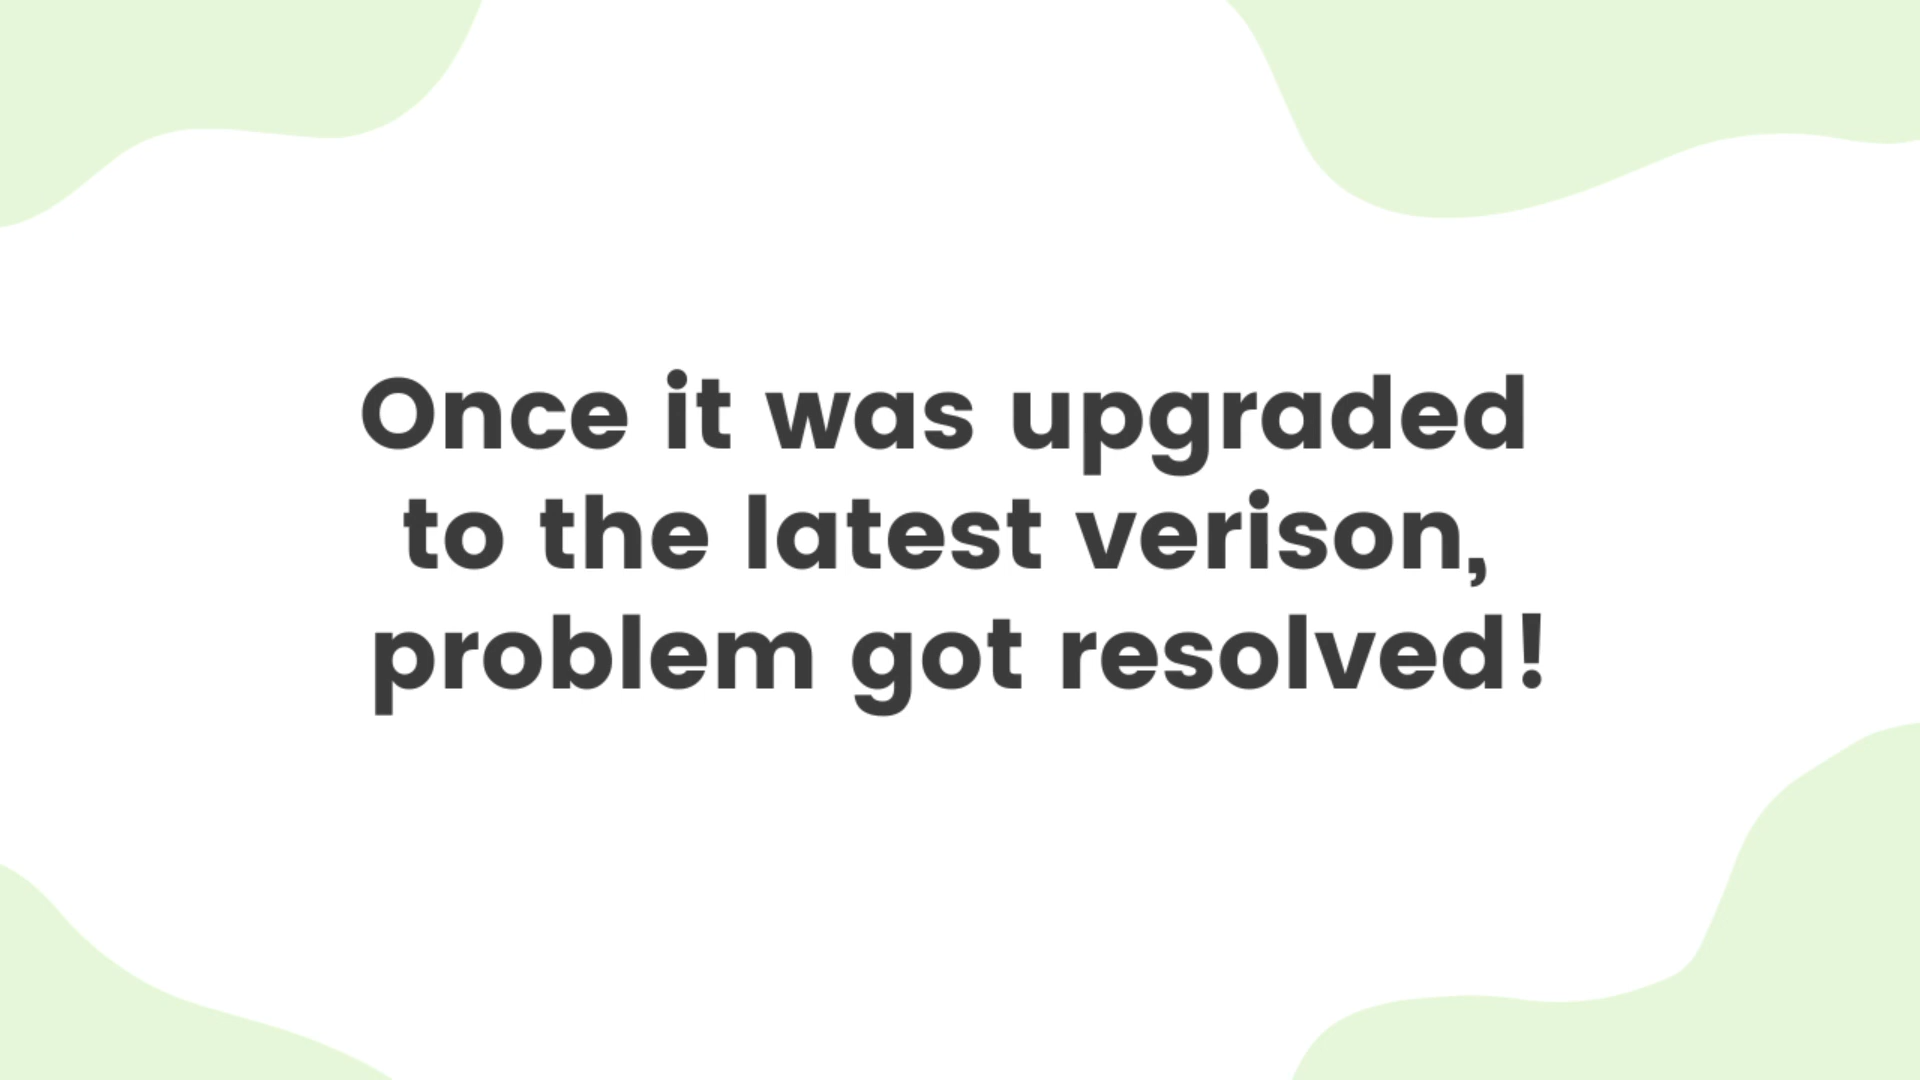 Once it was upgraded
to the latest verison,
problem got resolved!